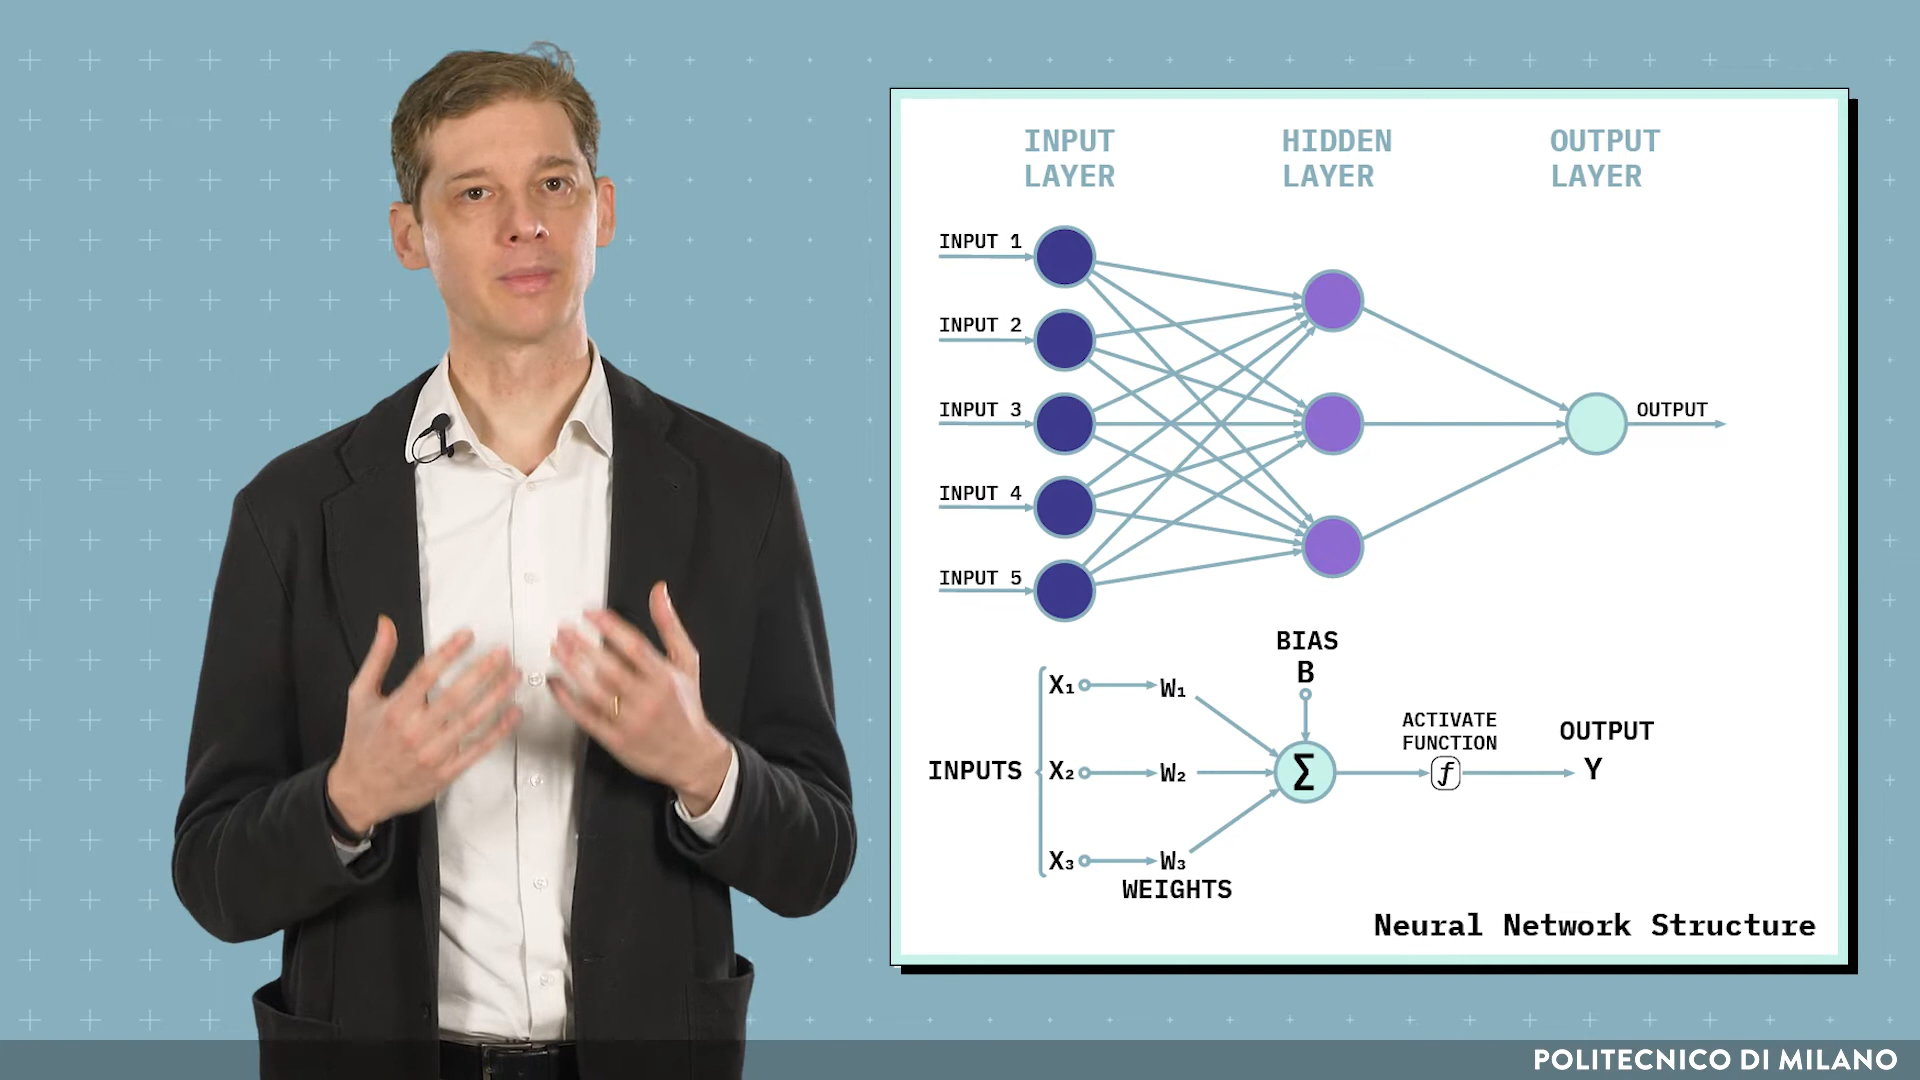 INPUT
LAYER
HIDDEN
LAYER
OUTPUT
LAYER
INPUT 1
INPUT 2
INPUT 3
INPUT 4
INPUT 5
OUTPUT
BIAS
B
INPUTS
X₁
W₁
X₂
W₂
X₃
W₃
WEIGHTS
Σ
ACTIVATE
FUNCTION
f
OUTPUT
Y
Neural Network Structure
POLITECNICO DI MILANO